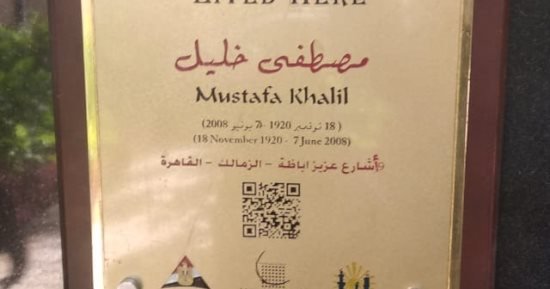 LIVED HERE
مصطفى خليل
Mustafa Khalil
(18 نوفمبر 1920 - 7 يونيو 2008)
(18 November 1920 - 7 June 2008)
9أ شارع عزيز اباظة - الزمالك - القاهرة